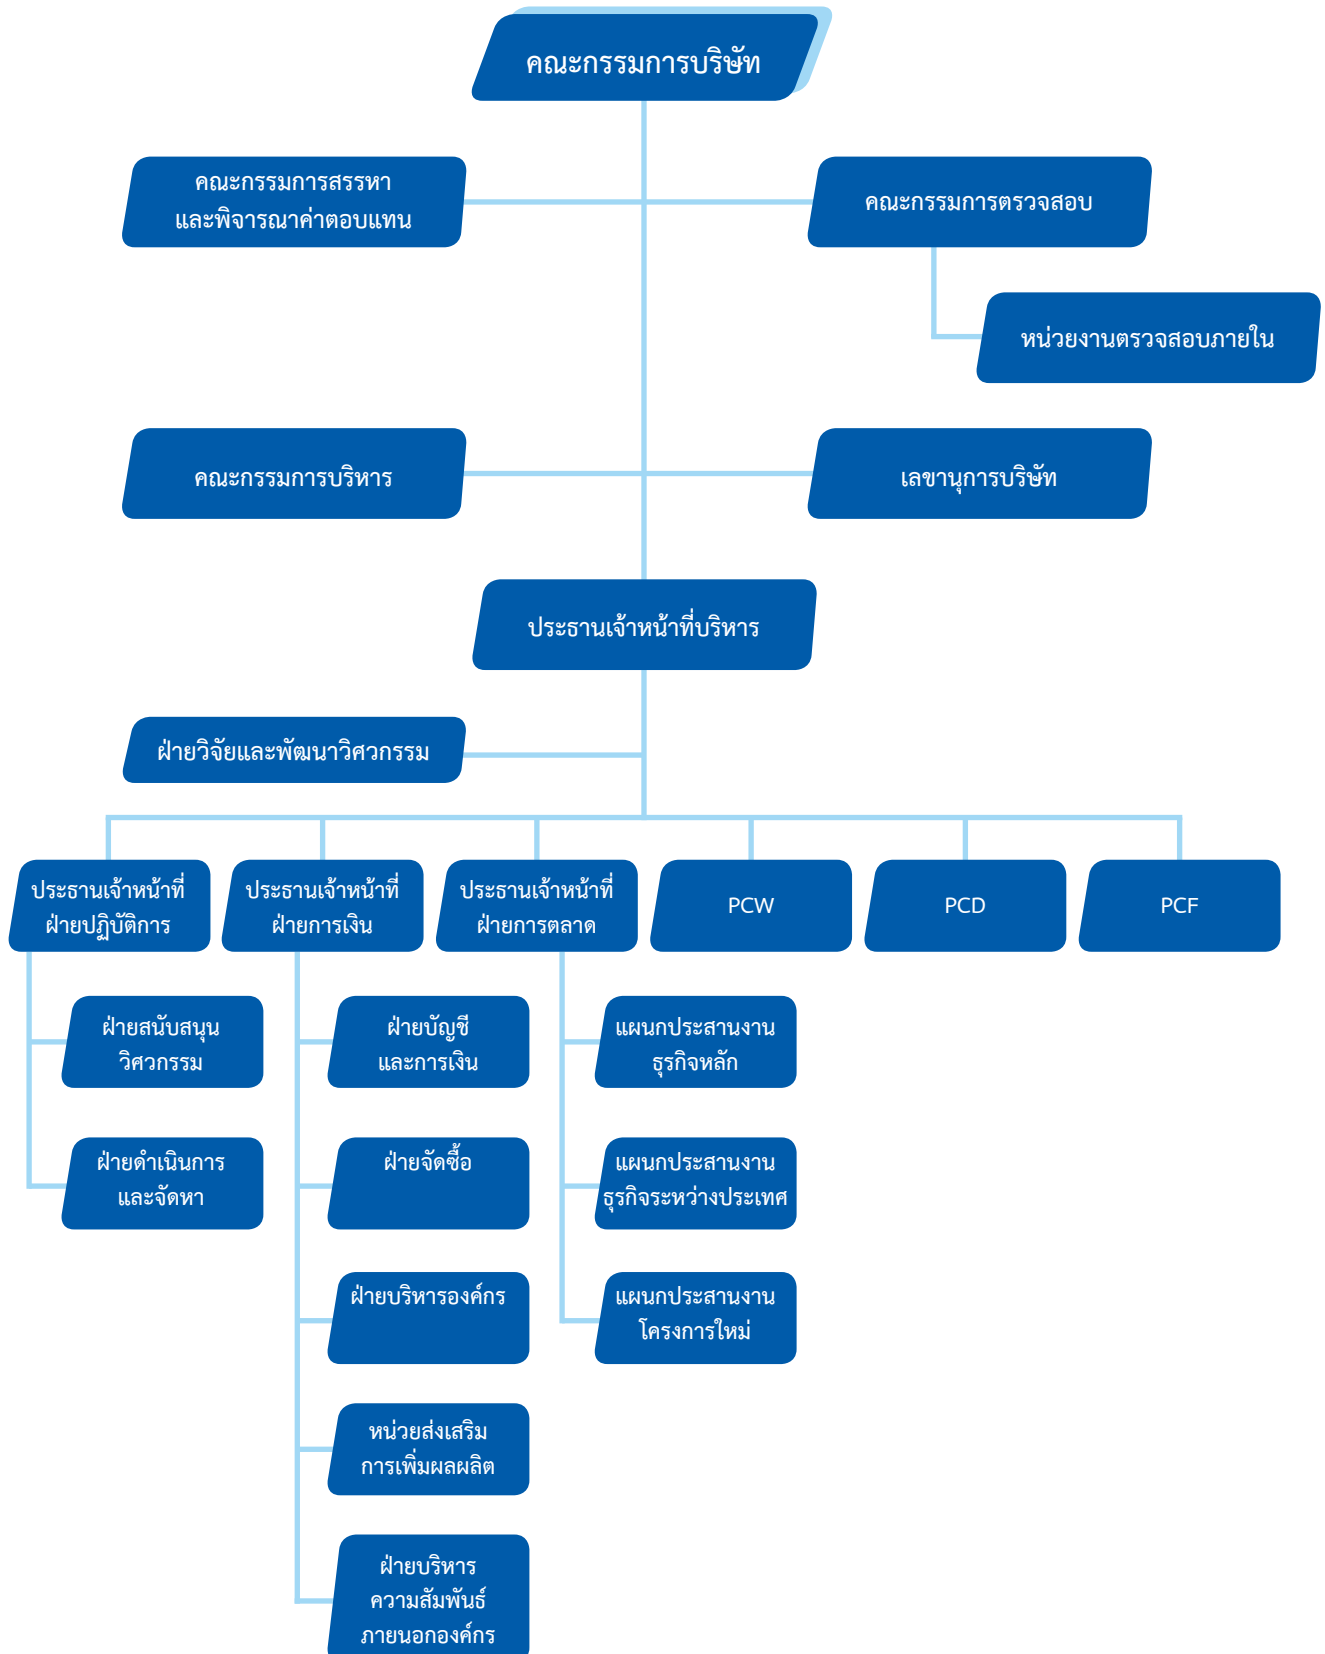 คณะกรรมการบริษัท
คณะกรรมการสรรหา
และพิจารณาค่าตอบแทน
คณะกรรมการตรวจสอบ
หน่วยงานตรวจสอบภายใน
คณะกรรมการบริหาร
เลขานุการบริษัท
ประธานเจ้าหน้าที่บริหาร
ฝ่ายวิจัยและพัฒนาวิศวกรรม
ประธานเจ้าหน้าที่
ฝ่ายปฏิบัติการ
ประธานเจ้าหน้าที่
ฝ่ายการเงิน
ประธานเจ้าหน้าที่
ฝ่ายการตลาด
PCW
PCD
PCF
ฝ่ายสนับสนุน
วิศวกรรม
ฝ่ายบัญชี
และการเงิน
แผนกประสานงาน
ธุรกิจหลัก
ฝ่ายดำเนินการ
และจัดหา
ฝ่ายจัดซื้อ
แผนกประสานงาน
ธุรกิจระหว่างประเทศ
ฝ่ายบริหารองค์กร
แผนกประสานงาน
โครงการใหม่
หน่วยส่งเสริม
การเพิ่มผลผลิต
ฝ่ายบริหาร
ความสัมพันธ์
ภายนอกองค์กร